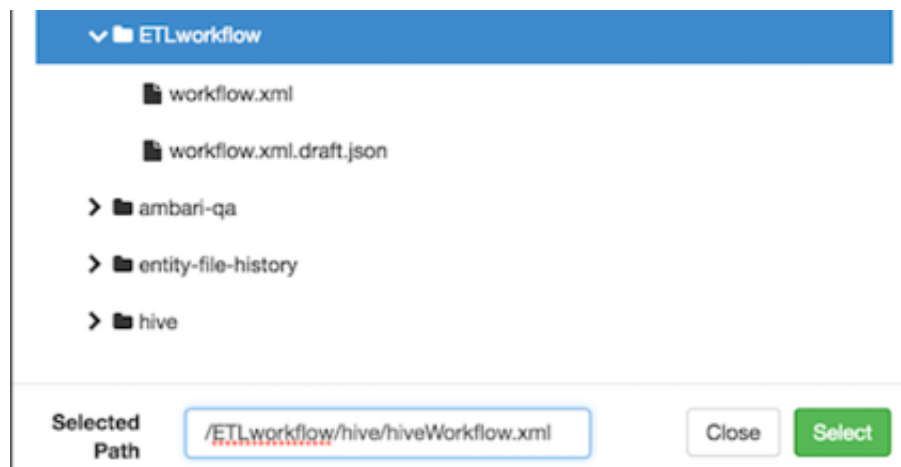 ETLworkflow
workflow.xml
workflow.xml.draft.json
ambari-qa
entity-file-history
hive
Selected
Path
/ETLworkflow/hive/hiveWorkflow.xml
Close
Select